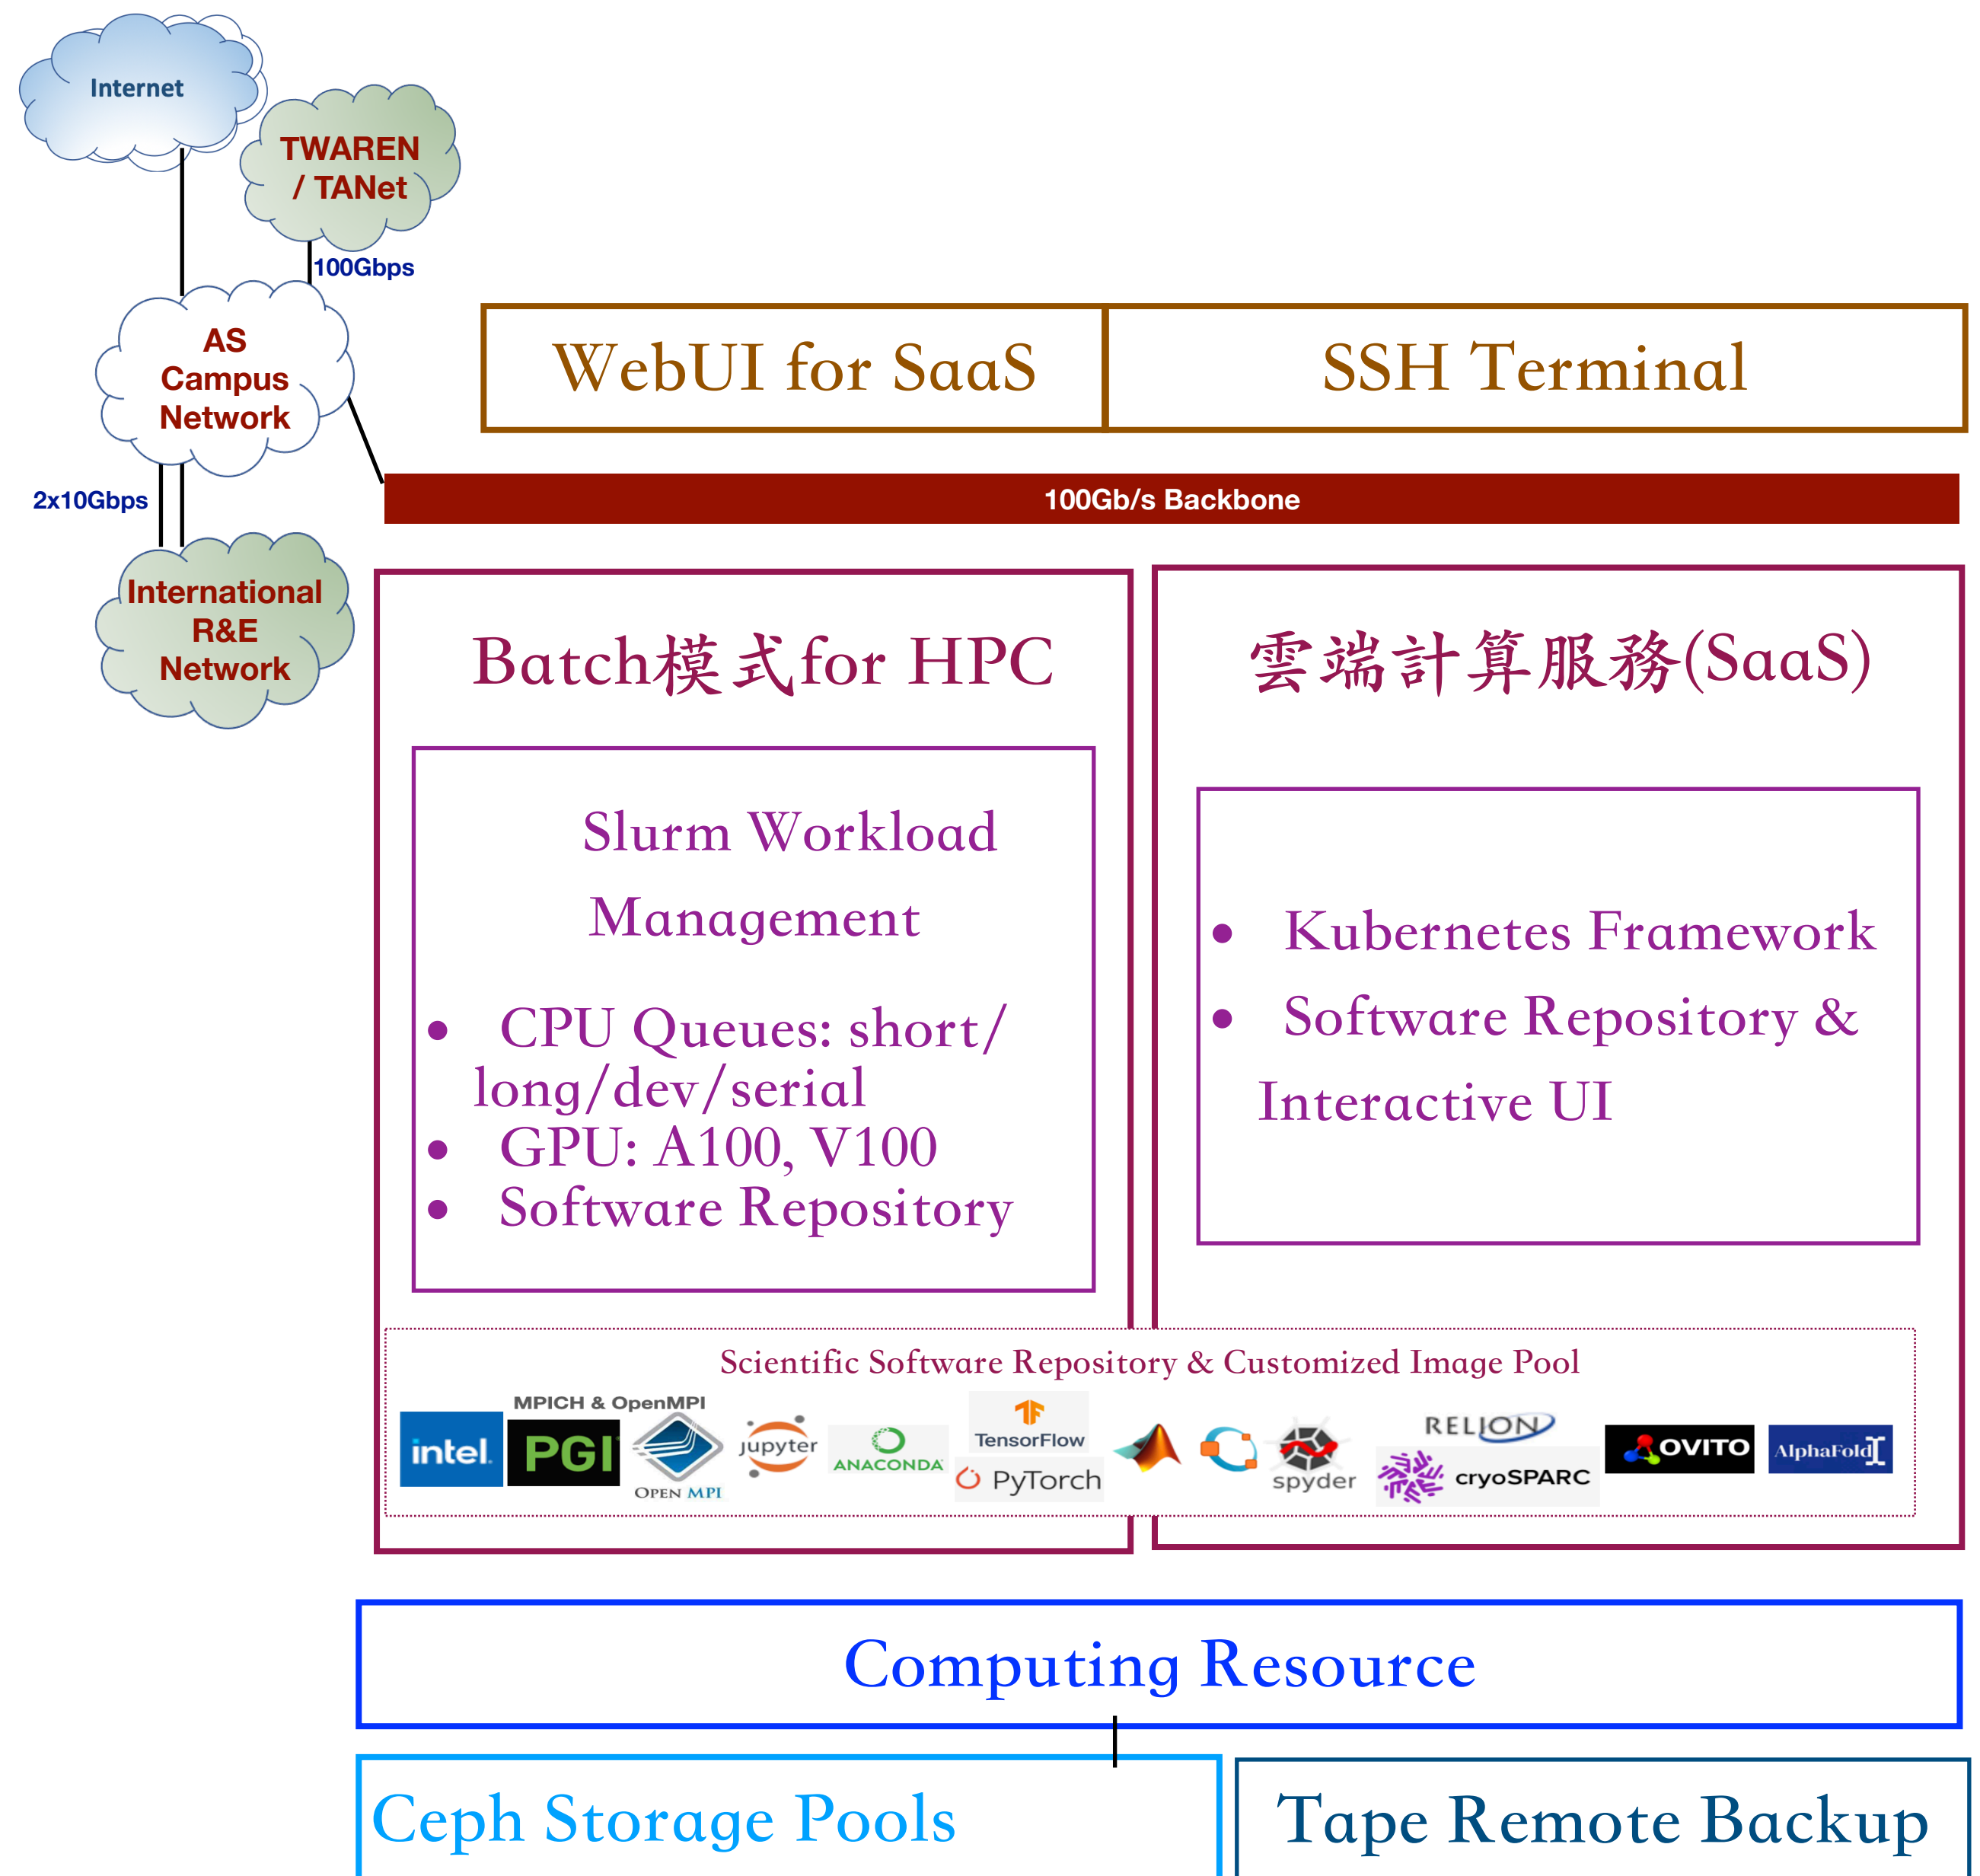 Internet
TWAREN
/ TANet
100Gbps
AS
Campus
Network
2x10Gbps
International
R&E
Network
WebUI for SaaS
SSH Terminal
100Gb/s Backbone
Batch模式for HPC
Slurm Workload
Management
• CPU Queues: short/
long/dev/serial
• GPU: A100, V100
• Software Repository
雲端計算服務(SaaS)
• Kubernetes Framework
• Software Repository &
Interactive UI
Scientific Software Repository & Customized Image Pool
MPICH & OpenMPI
intel.
PGI
OPEN MPI
jupyter
ANACONDA
TensorFlow
PyTorch
spyder
RELION
cryoSPARC
OVITO
AlphaFold
Computing Resource
Ceph Storage Pools
Tape Remote Backup